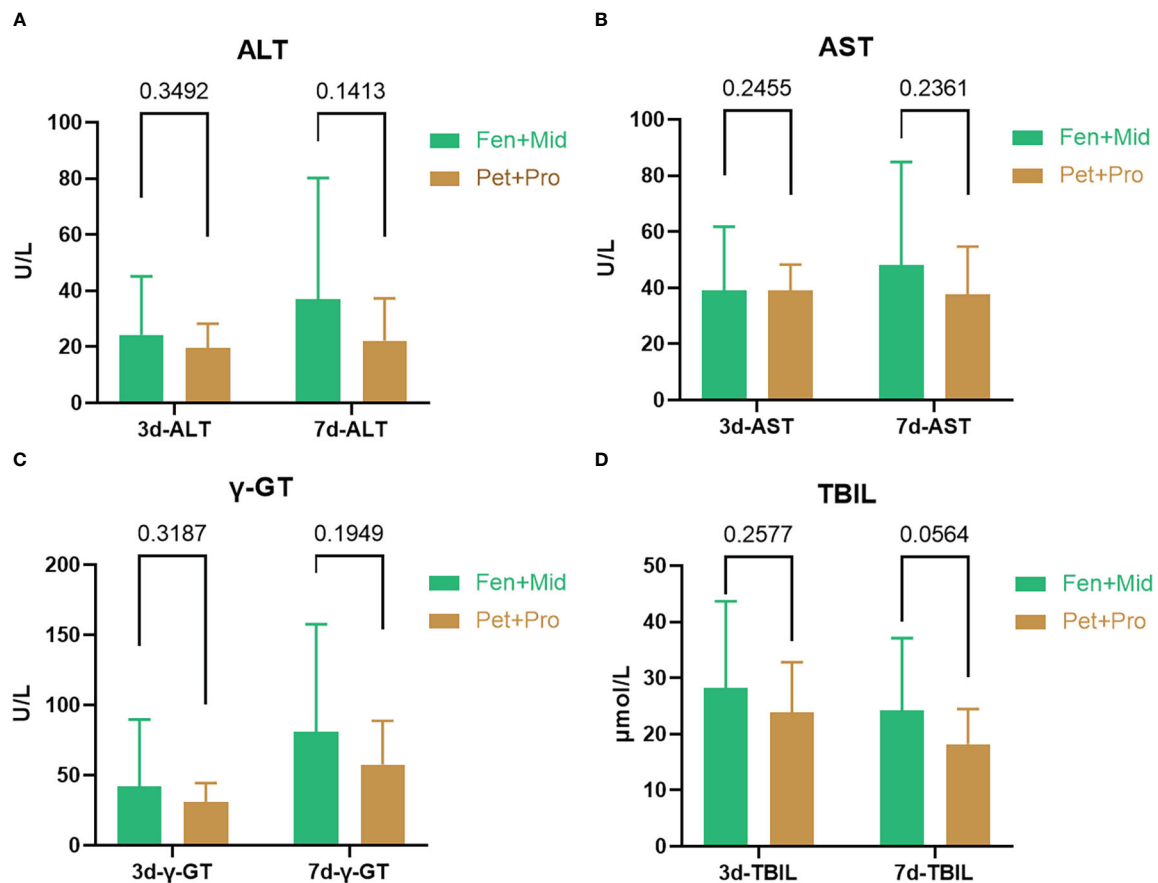 A
ALT
0.3492
0.1413
100
80
60
40
20
0
U/L
Fen+Mid
Pet+Pro
3d-ALT
7d-ALT
B
AST
0.2455
0.2361
100
80
60
40
20
0
U/L
Fen+Mid
Pet+Pro
3d-AST
7d-AST
C
γ-GT
0.3187
0.1949
200
150
100
50
0
U/L
Fen+Mid
Pet+Pro
3d-γ-GT
7d-γ-GT
D
TBIL
0.2577
0.0564
50
40
30
20
10
0
μmol/L
Fen+Mid
Pet+Pro
3d-TBIL
7d-TBIL